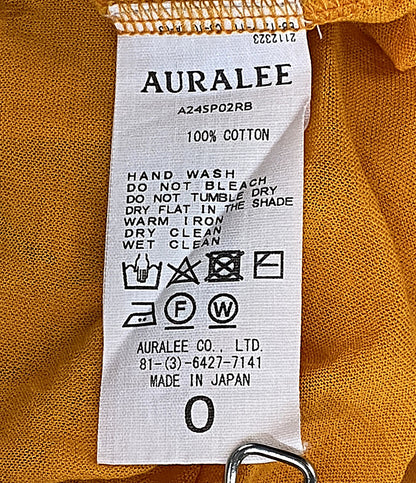 2112323
AURALEE
A24SP02RB
100% COTTON
HAND WASH
DO NOT BLEACH
DO NOT TUMBLE DRY
DRY FLAT IN THE SHADE
WARM IRON
DRY CLEAN
WET CLEAN
F W
AURALEE CO., LTD.
81-(3)-6427-7141
MADE IN JAPAN
0